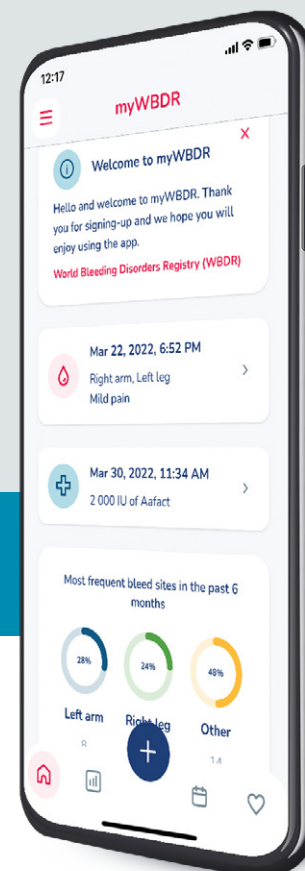 12:17
myWBDR
Welcome to myWBDR
Hello and welcome to myWBDR. Thank
you for signing-up and we hope you will
enjoy using the app.
World Bleeding Disorders Registry (WBDR)
Mar 22, 2022, 6:52 PM
Right arm, Left leg
Mild pain
Mar 30, 2022, 11:34 AM
2 000 IU of Aafact
Most frequent bleed sites in the past 6
months
28%
24%
48%
Left arm
Right leg
Other
8
14